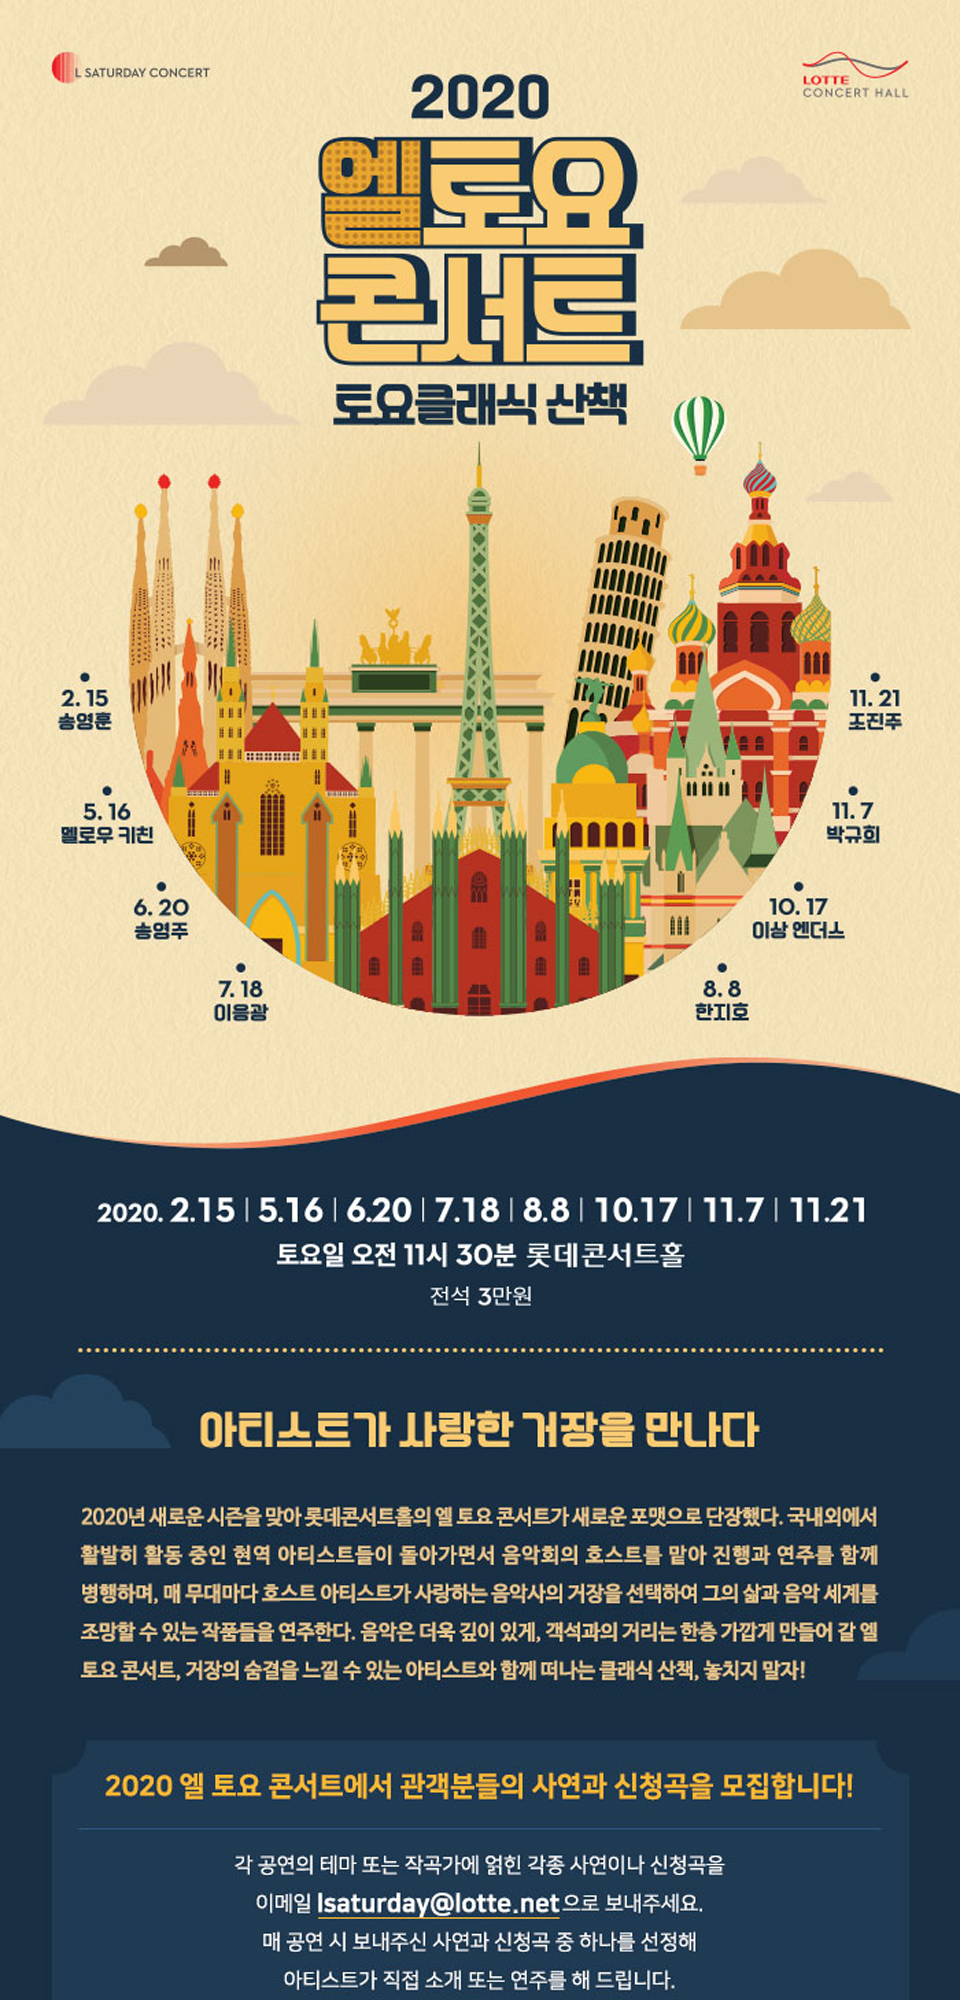 L SATURDAY CONCERT
LOTTE
CONCERT HALL
2020
엘토요
콘서트
토요클래식 산책
2. 15
송영훈
11. 21
조진주
5. 16
멜로우 키친
11. 7
박규희
6. 20
송영주
10. 17
이상 엔더스
7. 18
이응광
8. 8
한지호
2020. 2.15 | 5.16 | 6.20 | 7.18 | 8.8 | 10.17 | 11.7 | 11.21
토요일 오전 11시 30분 롯데콘서트홀
전석 3만원
아티스트가 사랑한 거장을 만나다
2020년 새로운 시즌을 맞아 롯데콘서트홀의 엘 토요 콘서트가 새로운 포맷으로 단장했다. 국내외에서
활발히 활동 중인 현역 아티스트들이 돌아가면서 음악회의 호스트를 맡아 진행과 연주를 함께
병행하며, 매 무대마다 호스트 아티스트가 사랑하는 음악사의 거장을 선택하여 그의 삶과 음악 세계를
조망할 수 있는 작품들을 연주한다. 음악은 더욱 깊이 있게, 객석과의 거리는 한층 가깝게 만들어 갈 엘
토요 콘서트, 거장의 숨결을 느낄 수 있는 아티스트와 함께 떠나는 클래식 산책, 놓치지 말자!
2020 엘 토요 콘서트에서 관객분들의 사연과 신청곡을 모집합니다!
각 공연의 테마 또는 작곡가에 얽힌 각종 사연이나 신청곡을
이메일 lsaturday@lotte.net으로 보내주세요.
매 공연 시 보내주신 사연과 신청곡 중 하나를 선정해
아티스트가 직접 소개 또는 연주를 해 드립니다.